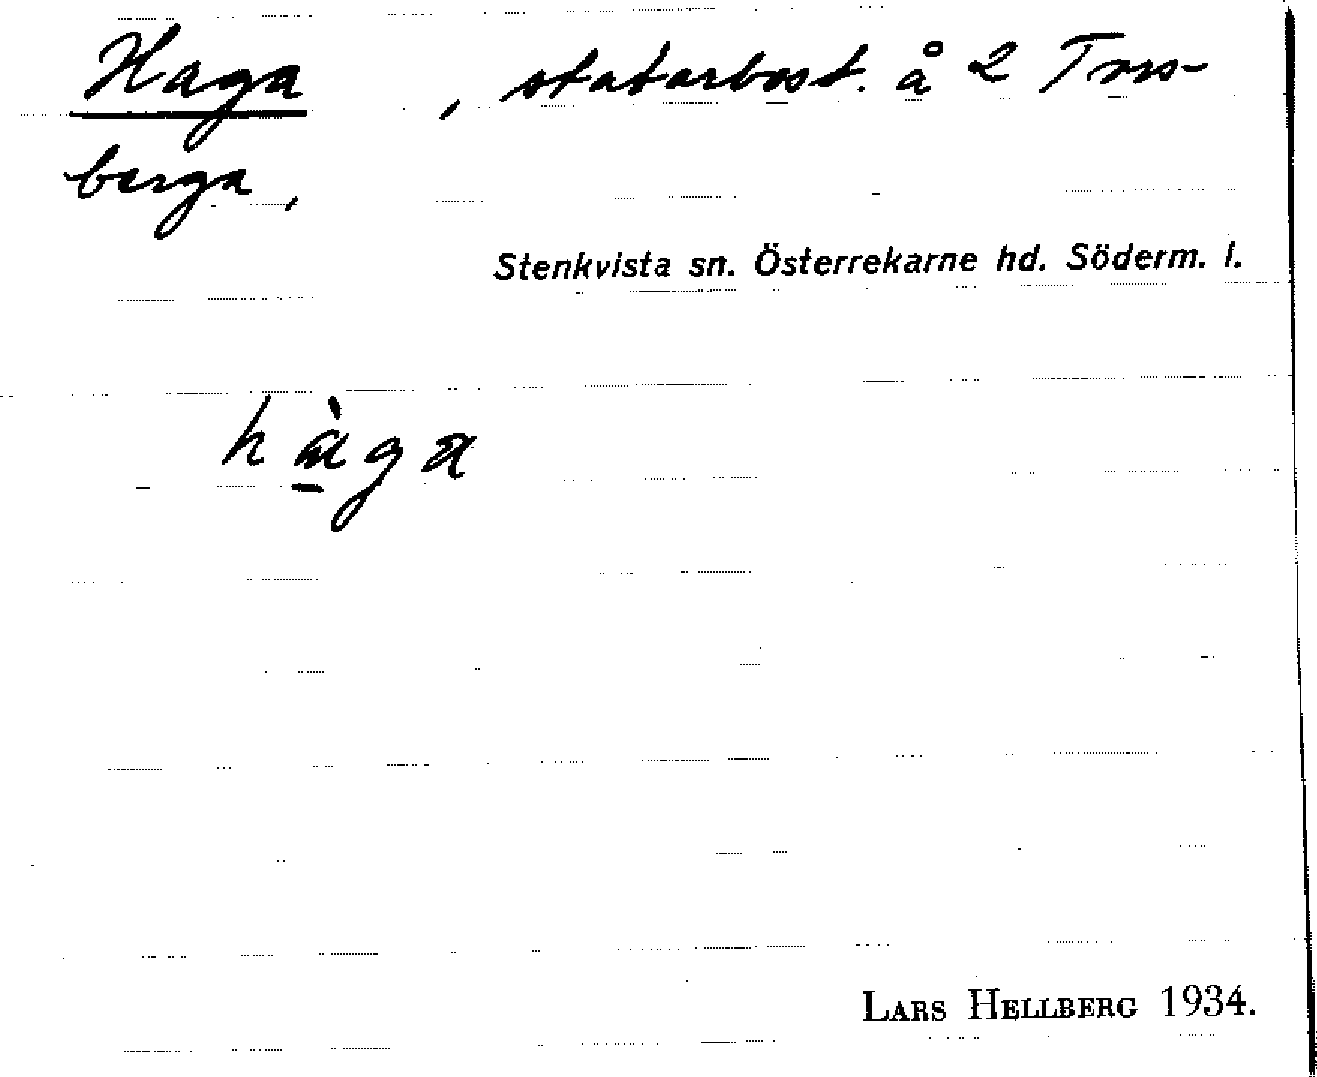 Haga , statarbost. å 2 Tors-
berga,
Stenkvista sn. Österrekarne hd. Söderm. l.
hàga
LARS HELLBERG 1934.